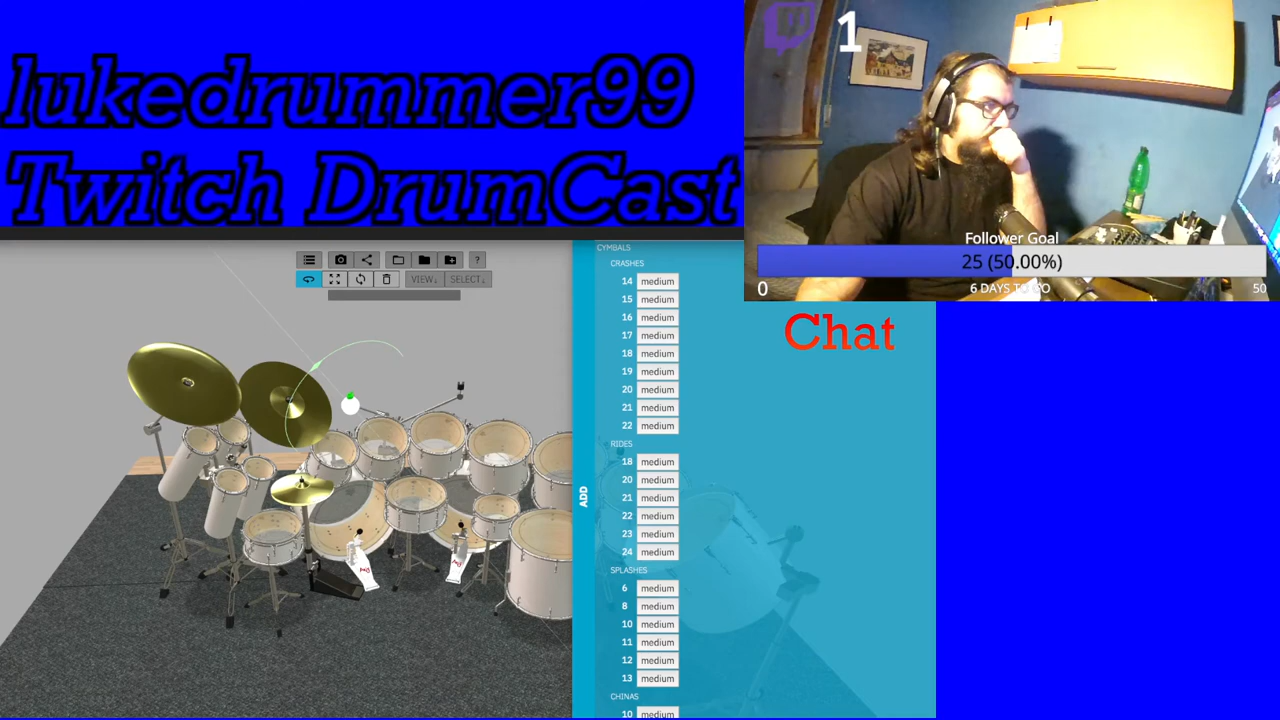 lukedrummer99
Twitch DrumCast
1
Follower Goal
25 (50.00%)
0
6 DAYS TO GO
50
Chat
?
VIEW↓
SELECT↓
ADD
CYMBALS
CRASHES
14 medium
15 medium
16 medium
17 medium
18 medium
19 medium
20 medium
21 medium
22 medium
RIDES
18 medium
20 medium
21 medium
22 medium
23 medium
24 medium
SPLASHES
6 medium
8 medium
10 medium
11 medium
12 medium
13 medium
CHINAS
10 medium